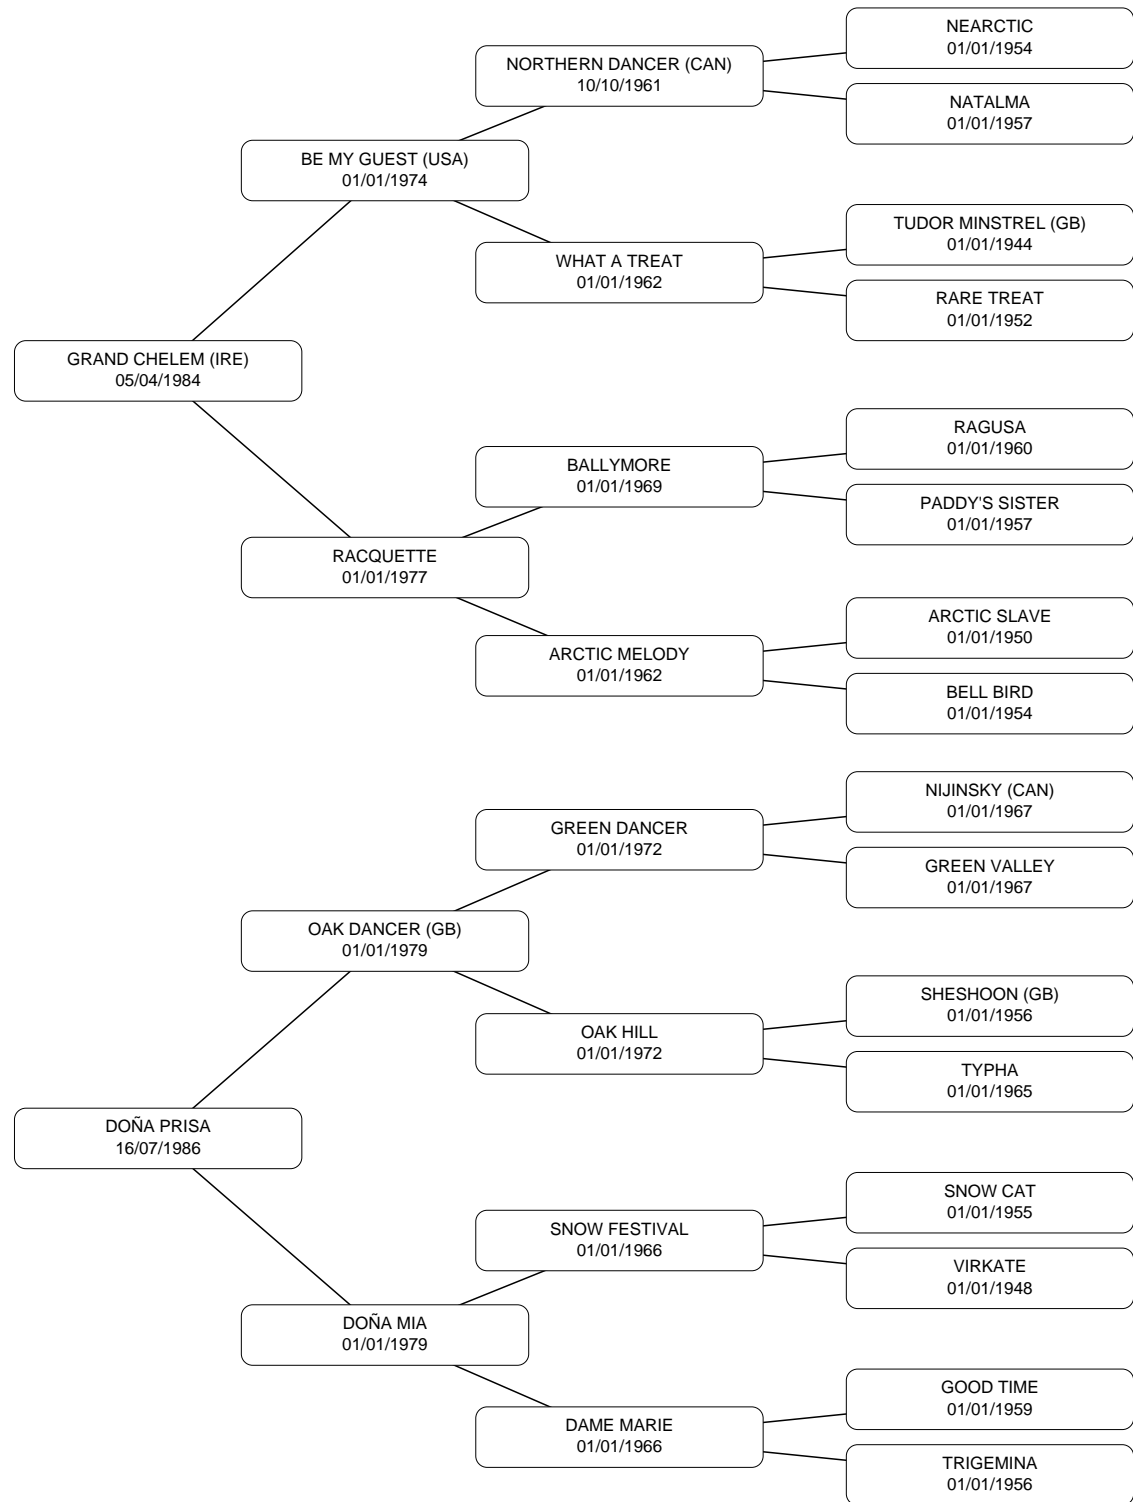 NEARCTIC
01/01/1954
NORTHERN DANCER (CAN)
10/10/1961
NATALMA
01/01/1957
BE MY GUEST (USA)
01/01/1974
TUDOR MINSTREL (GB)
01/01/1944
WHAT A TREAT
01/01/1962
RARE TREAT
01/01/1952
GRAND CHELEM (IRE)
05/04/1984
RAGUSA
01/01/1960
BALLYMORE
01/01/1969
PADDY'S SISTER
01/01/1957
RACQUETTE
01/01/1977
ARCTIC SLAVE
01/01/1950
ARCTIC MELODY
01/01/1962
BELL BIRD
01/01/1954
NIJINSKY (CAN)
01/01/1967
GREEN DANCER
01/01/1972
GREEN VALLEY
01/01/1967
OAK DANCER (GB)
01/01/1979
SHESHOON (GB)
01/01/1956
OAK HILL
01/01/1972
TYPHA
01/01/1965
DOÑA PRISA
16/07/1986
SNOW CAT
01/01/1955
SNOW FESTIVAL
01/01/1966
VIRKATE
01/01/1948
DOÑA MIA
01/01/1979
GOOD TIME
01/01/1959
DAME MARIE
01/01/1966
TRIGEMINA
01/01/1956